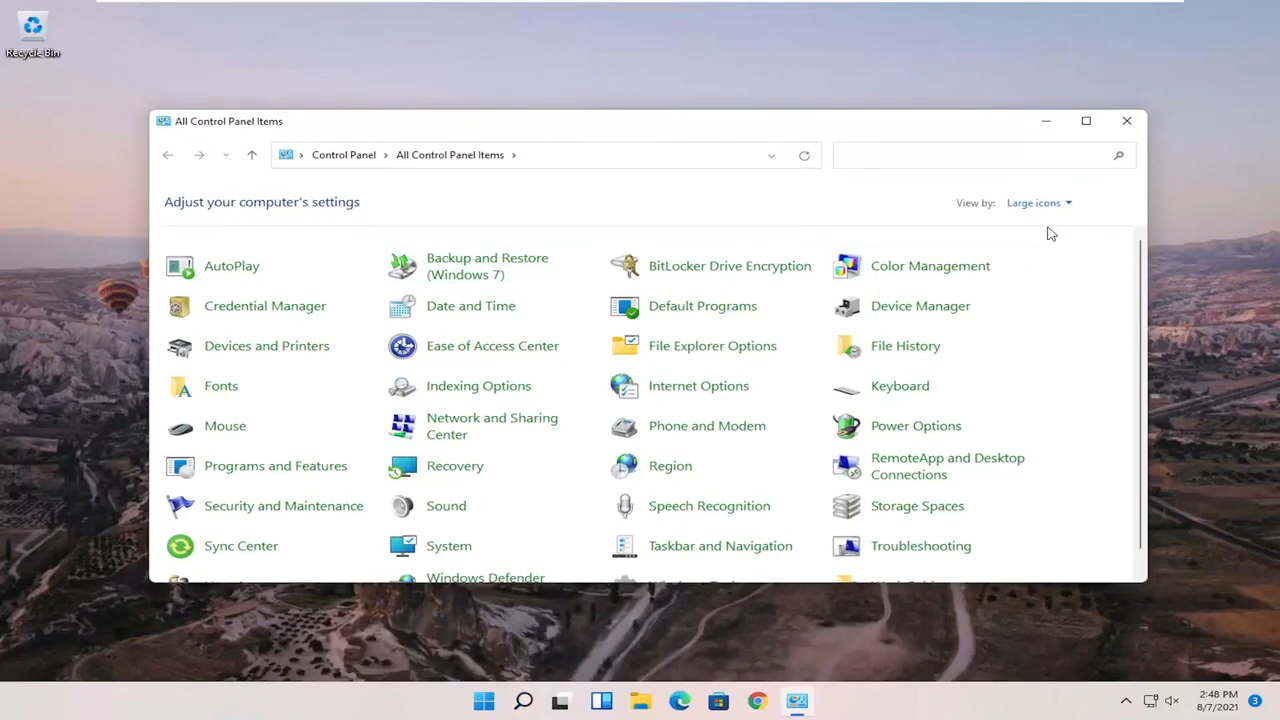 Recycle Bin
All Control Panel Items
Control Panel
All Control Panel Items
Adjust your computer's settings
View by:
Large icons
AutoPlay
Backup and Restore
(Windows 7)
BitLocker Drive Encryption
Color Management
Credential Manager
Date and Time
Default Programs
Device Manager
Devices and Printers
Ease of Access Center
File Explorer Options
File History
Fonts
Indexing Options
Internet Options
Keyboard
Mouse
Network and Sharing
Center
Phone and Modem
Power Options
Programs and Features
Recovery
Region
RemoteApp and Desktop
Connections
Security and Maintenance
Sound
Speech Recognition
Storage Spaces
Sync Center
System
Taskbar and Navigation
Troubleshooting
Windows Defender
2:48 PM
8/7/2021
3